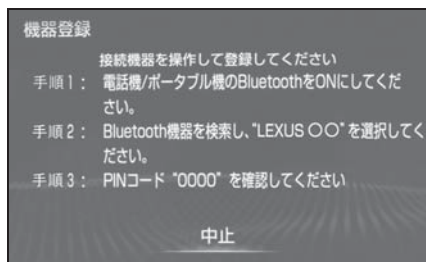 機器登録
接続機器を操作して登録してください
手順1： 電話機/ポータブル機のBluetoothをONにしてくだ
さい。
手順2： Bluetooth機器を検索し、"LEXUS ○○"を選択してく
ださい。
手順3： PINコード "0000" を確認してください
中止